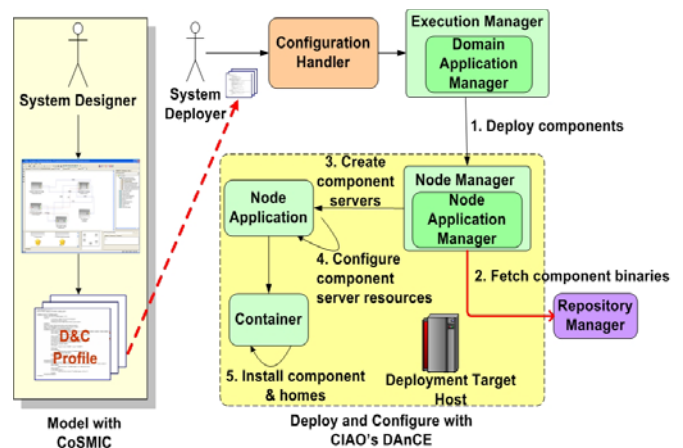 System Designer
D&C
Profile
Model with
CoSMIC
System
Deployer
Configuration
Handler
Execution Manager
Domain
Application
Manager
1. Deploy components
3. Create
component
servers
Node Manager
Node
Application
Manager
Node
Application
4. Configure
component
server resources
2. Fetch component binaries
Repository
Manager
Container
5. Install component
& homes
Deployment Target
Host
Deploy and Configure with
CIAO's DAnCE